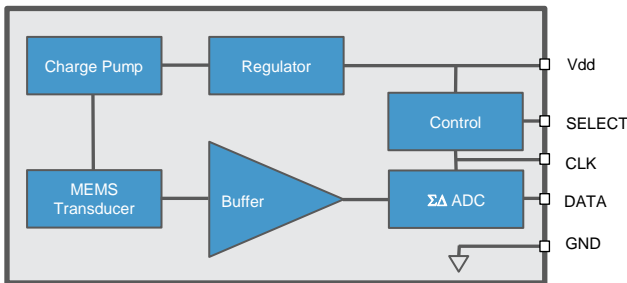 Charge Pump
Regulator
Vdd
Control
SELECT
CLK
MEMS
Transducer
Buffer
ΣΔ ADC
DATA
GND